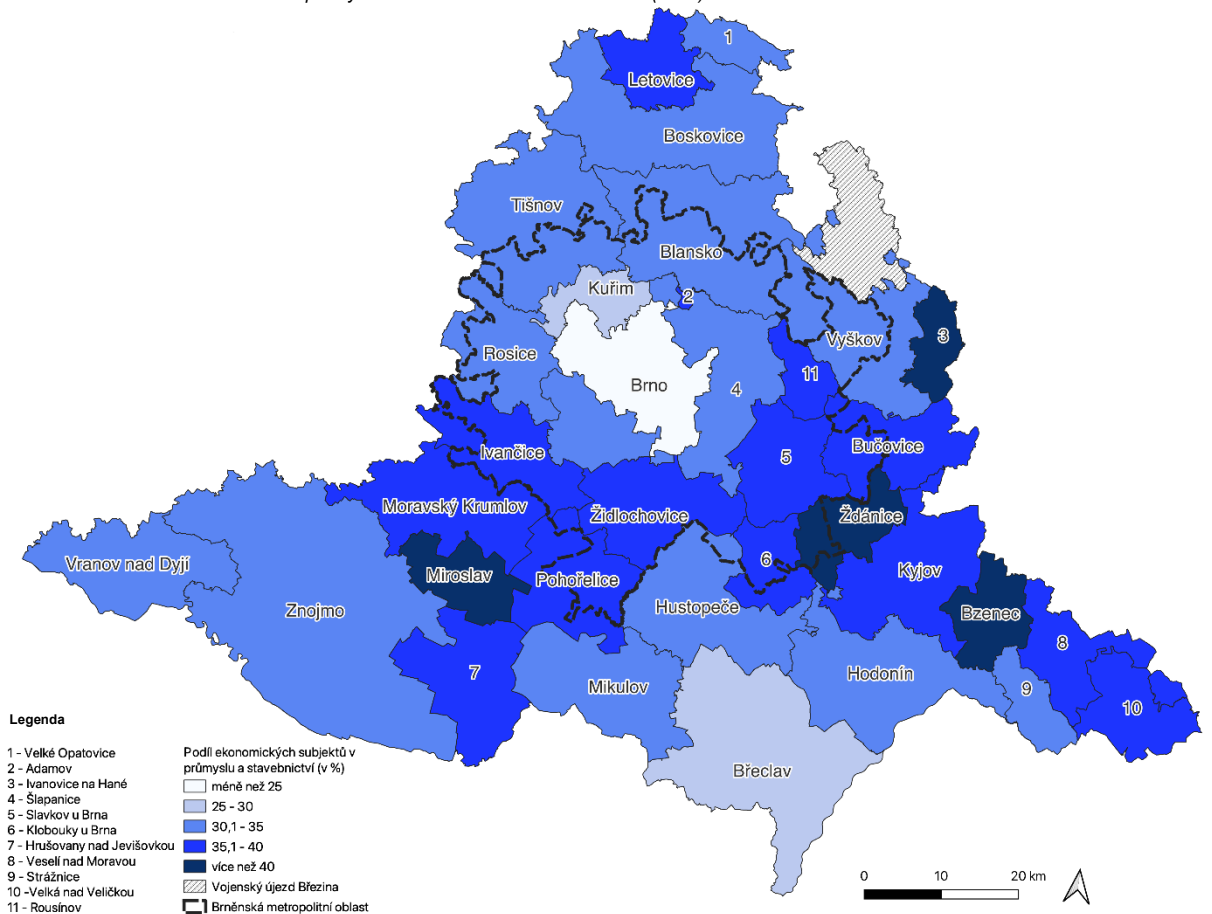 1
Letovice
Boskovice
Tišnov
Blansko
Kuřim
2
Vyškov
3
Rosice
11
Brno
4
Ivančice
5
Bučovice
Moravský Krumlov
Židlochovice
Ždánice
Vranov nad Dyjí
Miroslav
Pohořelice
6
Kyjov
Znojmo
Hustopeče
Bzenec
8
7
Mikulov
Hodonín
9
10
Břeclav
Legenda
1 - Velké Opatovice
2 - Adamov
3 - Ivanovice na Hané
4 - Šlapanice
5 - Slavkov u Brna
6 - Klobouky u Brna
7 - Hrušovany nad Jevišovkou
8 - Veselí nad Moravou
9 - Strážnice
10 -Velká nad Veličkou
11 - Rousínov
Podíl ekonomických subjektů v
průmyslu a stavebnictví (v %)
méně než 25
25 - 30
30,1 - 35
35,1 - 40
více než 40
Vojenský újezd Březina
Brněnská metropolitní oblast
0 10 20 km